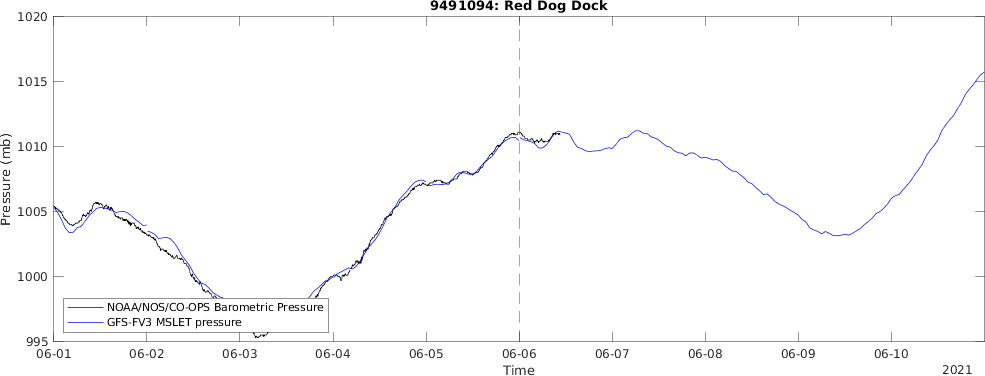 9491094: Red Dog Dock
Pressure (mb)
1020
1015
1010
1005
1000
995
NOAA/NOS/CO-OPS Barometric Pressure
GFS-FV3 MSLET pressure
06-01 06-02 06-03 06-04 06-05 06-06 06-07 06-08 06-09 06-10
Time
2021